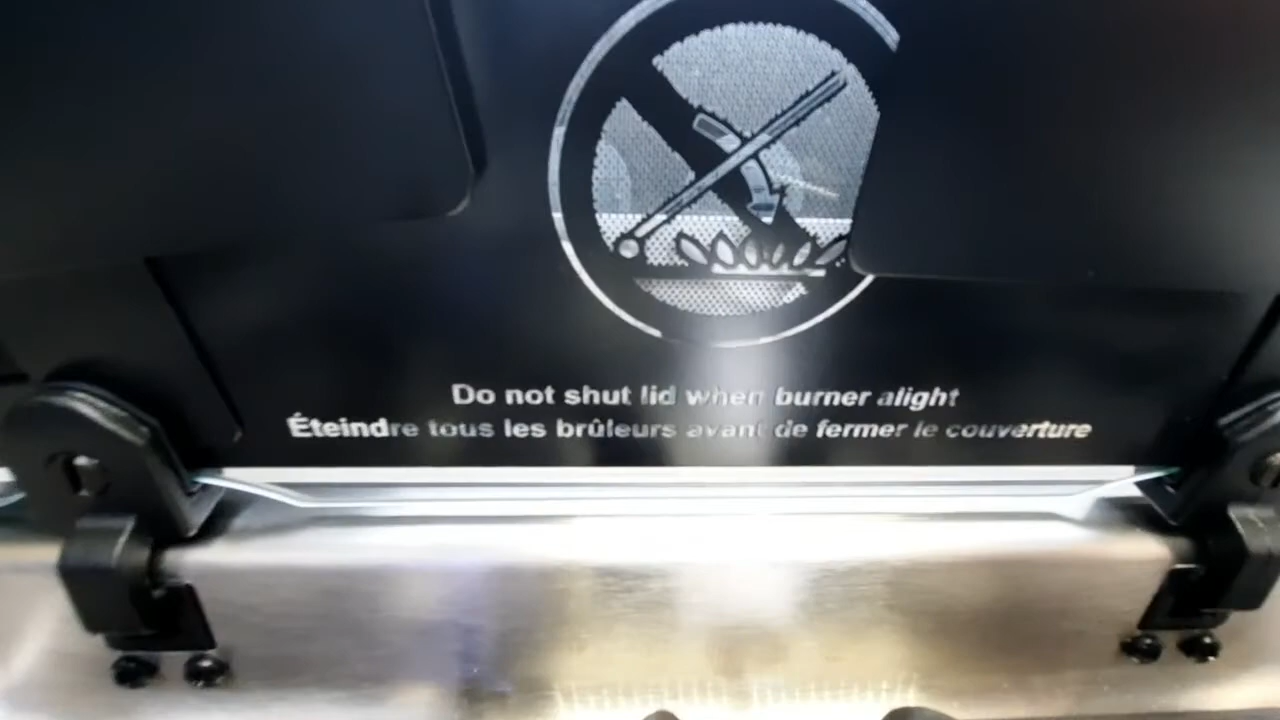 Do not shut lid when burner alight
Éteindre tous les brûleurs avant de fermer le couverture